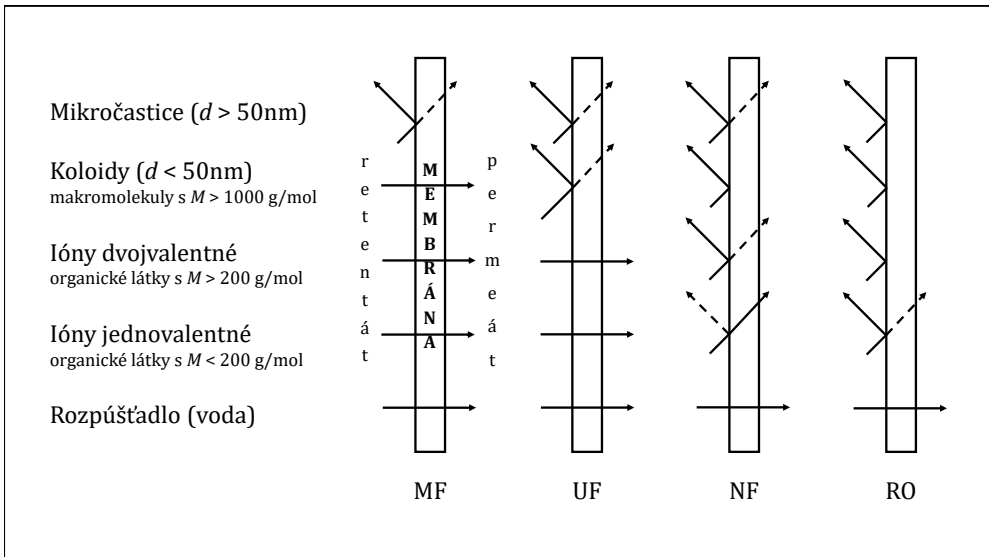 Mikročastice (d > 50nm)
Koloidy (d < 50nm)
makromolekuly s M > 1000 g/mol
Ióny dvojvalentné
organické látky s M > 200 g/mol
Ióny jednovalentné
organické látky s M < 200 g/mol
Rozpúšťadlo (voda)
retentát
MEMBRÁNA
permeát
MF
UF
NF
RO